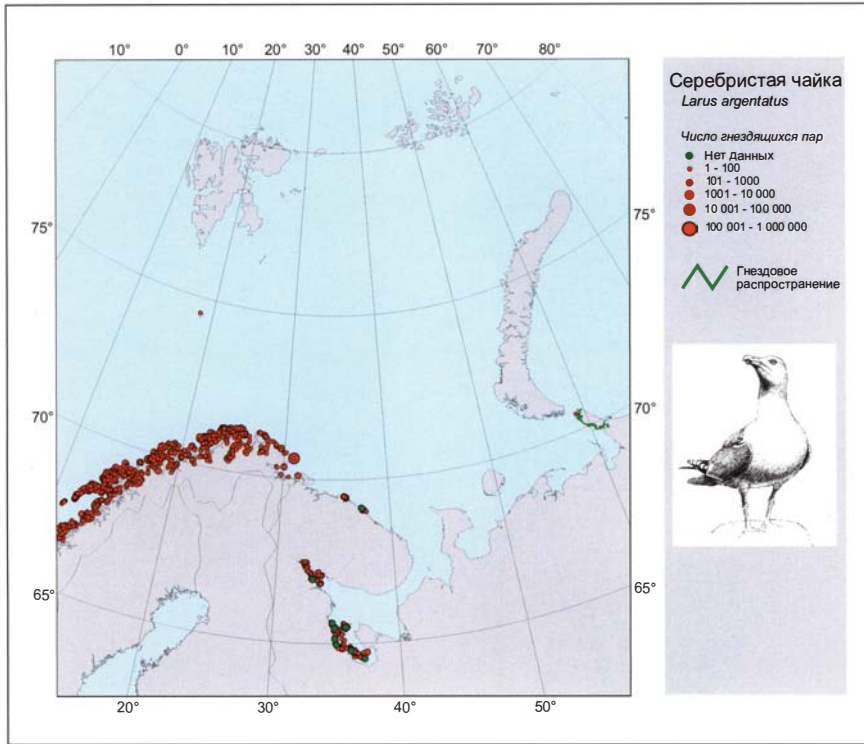 10° 0° 10° 20° 30° 40° 60° 70° 80°
Серебристая чайка
Larus argentatus
Число гнездящихся пар
Нет данных
1 - 100
101 - 1000
1001 - 10 000
10 001 - 100 000
100 001 - 1 000 000
Гнездовое
распространение
75° 75°
70° 70°
65° 65°
20° 30° 40° 50°